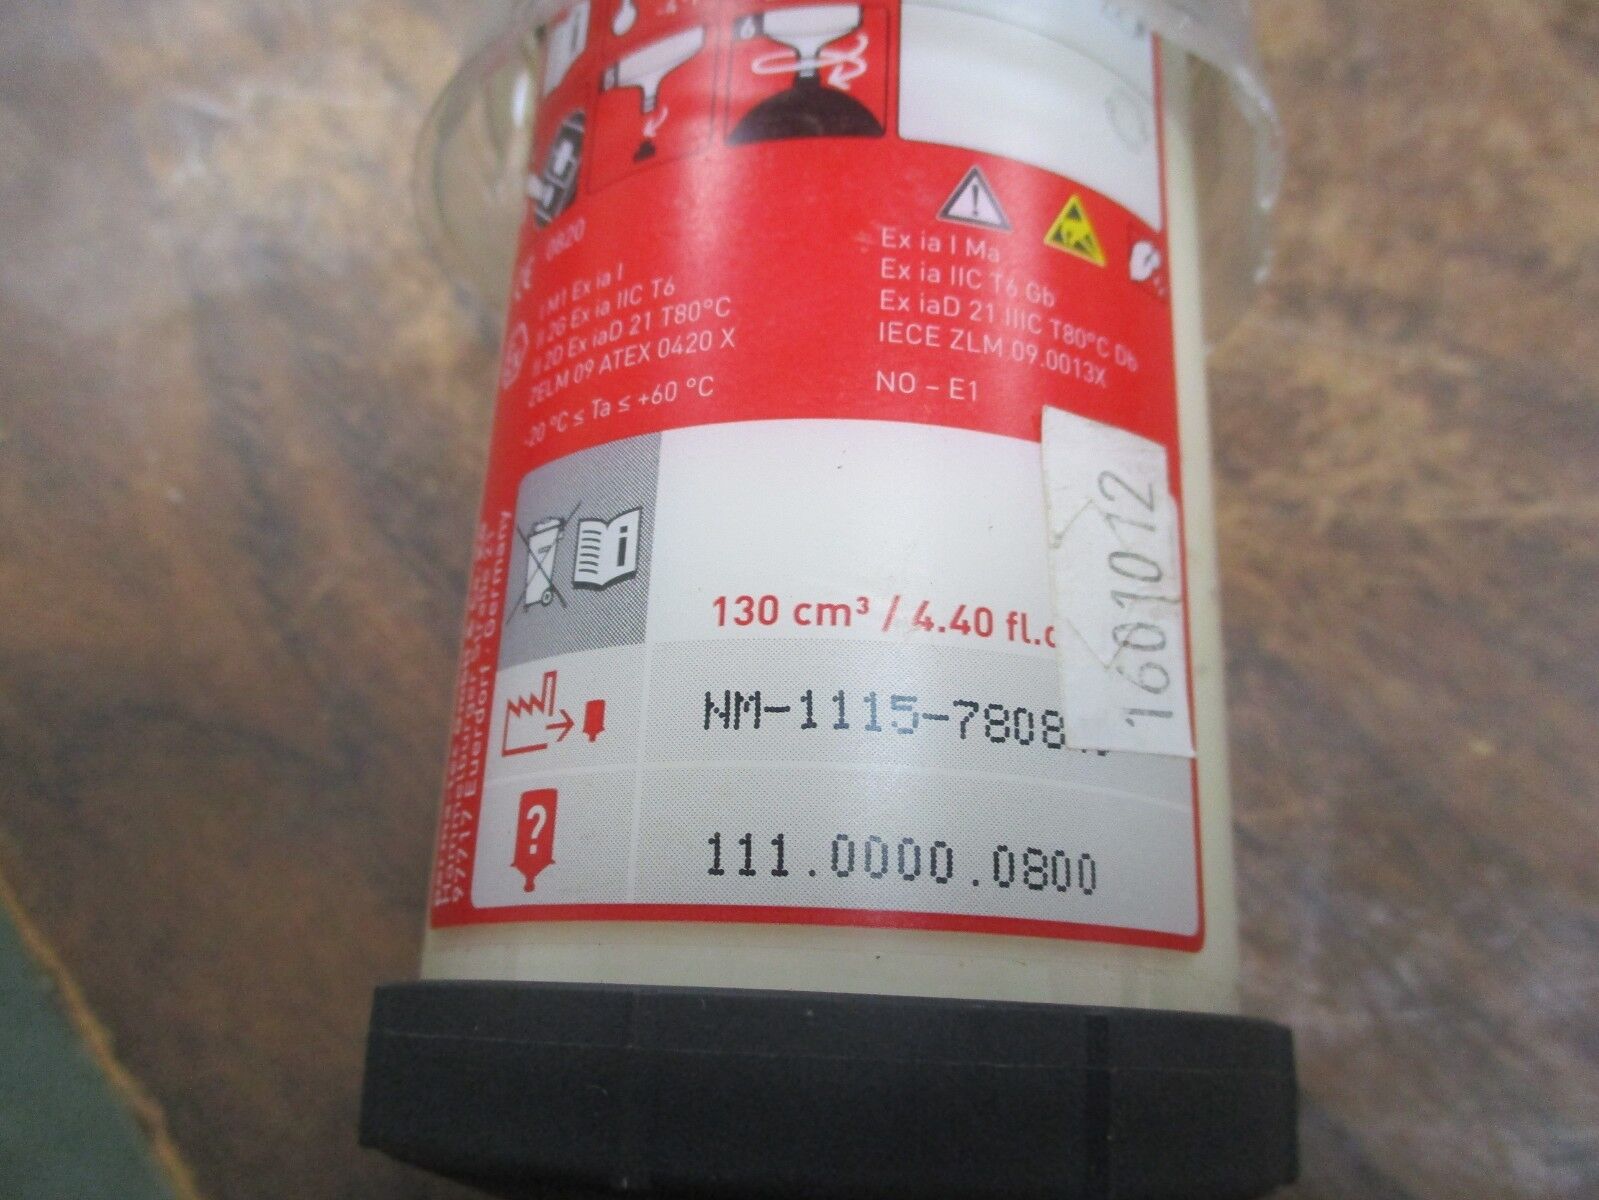 6
0820
I M1 Ex ia I
II 2G Ex ia IIC T6
II 2D Ex iaD 21 T80°C
ZELM 09 ATEX 0420 X
-20 °C ≤ Ta ≤ +60 °C
Ex ia I Ma
Ex ia IIC T6 Gb
Ex iaD 21 IIIC T80°C Db
IECE ZLM 09.0013X
NO – E1
130 cm³ / 4.40 fl.
1601012
NM-1115-7808
?
111.0000.0800
97717 Euerdorf · Germany